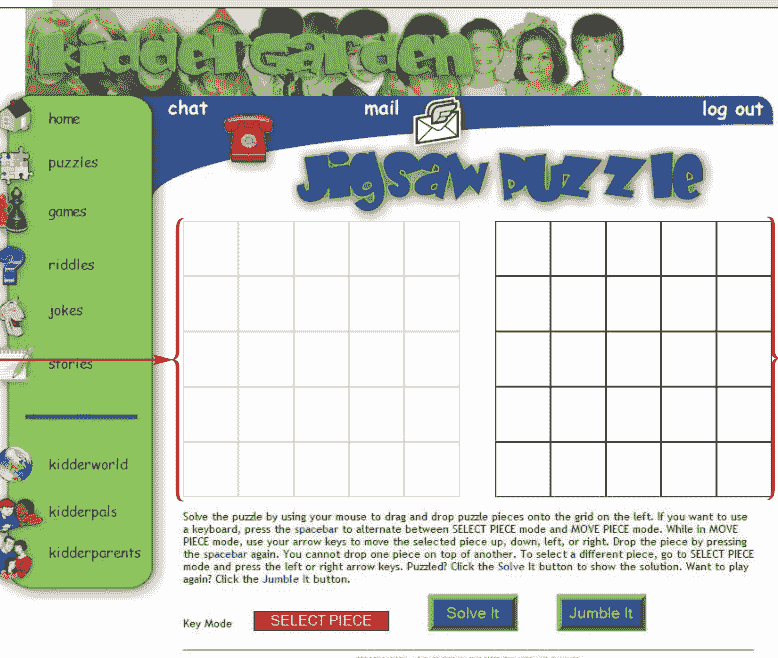 kidderGarden
chat
mail
log out
home
puzzles
games
riddles
jokes
stories
kidderworld
kidderpals
kidderparents
Jigsaw Puzzle
Solve the puzzle by using your mouse to drag and drop puzzle pieces onto the grid on the left. If you want to use
a keyboard, press the spacebar to alternate between SELECT PIECE mode and MOVE PIECE mode. While in MOVE
PIECE mode, use your arrow keys to move the selected piece up, down, left, or right. Drop the piece by pressing
the spacebar again. You cannot drop one piece on top of another. To select a different piece, go to SELECT PIECE
mode and press the left or right arrow keys. Puzzled? Click the Solve It button to show the solution. Want to play
again? Click the Jumble It button.
Key Mode
SELECT PIECE
Solve It
Jumble It